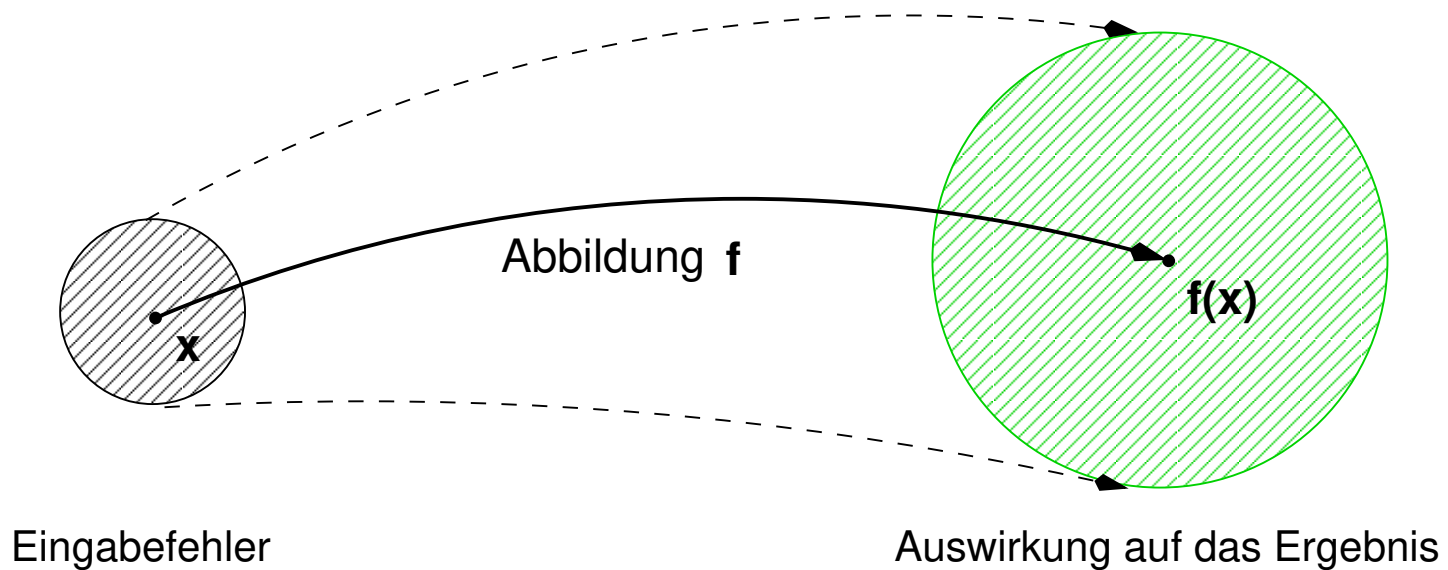 Abbildung f
f(x)
x
Eingabefehler
Auswirkung auf das Ergebnis